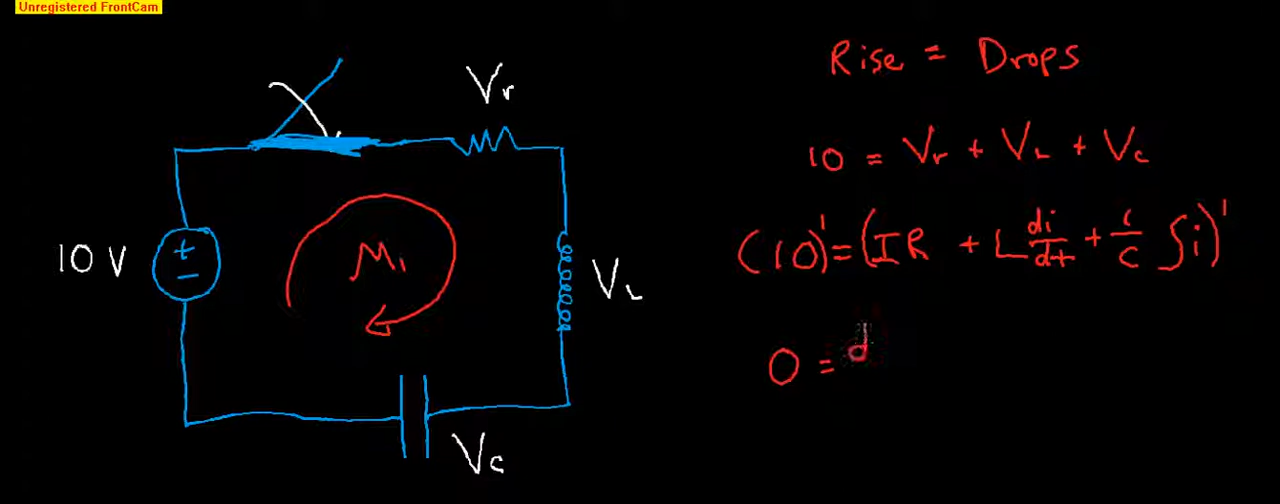 Unregistered FrontCam
Rise = Drops
Vr
10 = Vr + VL + Vc
(10)' = (IR + L di/dt + 1/c ∫i)'
+
−
10 V
M1
VL
0 = d
Vc